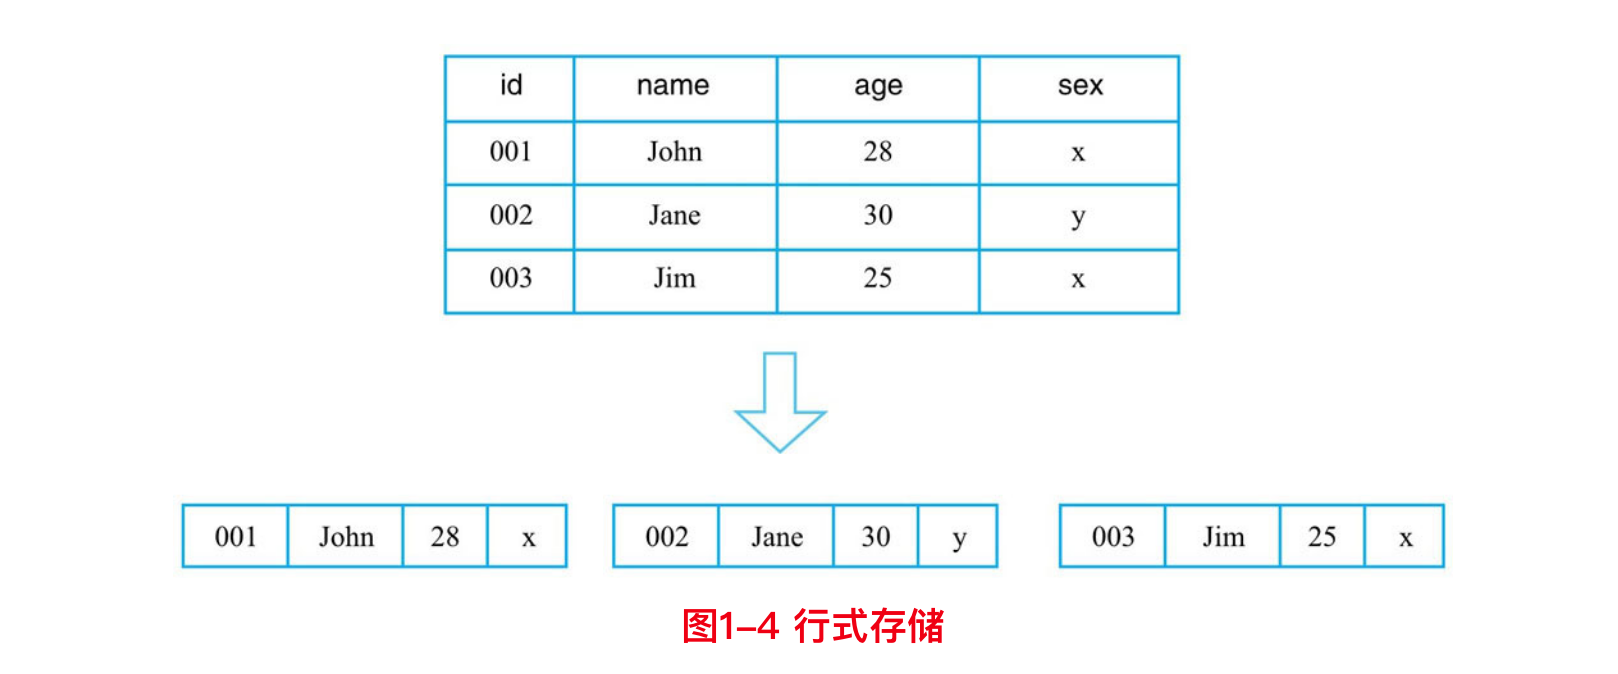 id name age sex
001 John 28 x
002 Jane 30 y
003 Jim 25 x
001 John 28 x 002 Jane 30 y 003 Jim 25 x
图1–4 行式存储